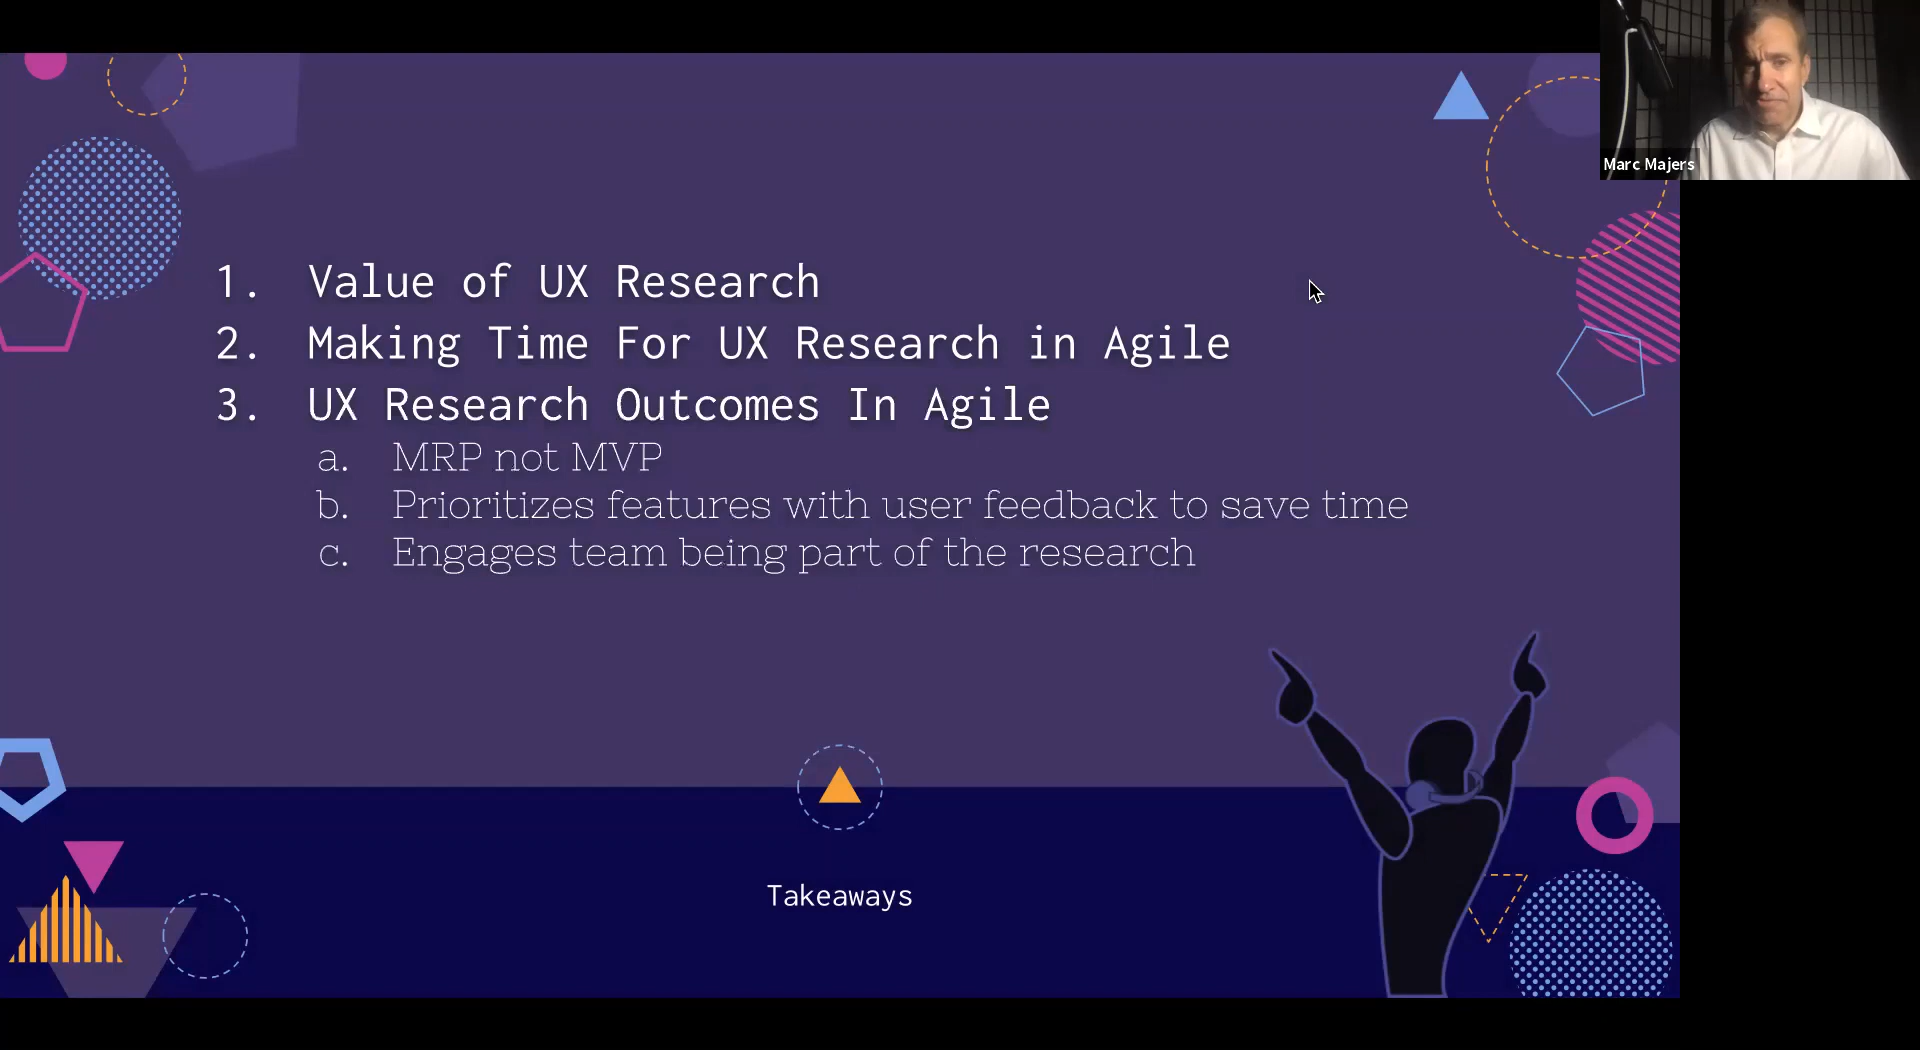 Marc Majers
1. Value of UX Research
2. Making Time For UX Research in Agile
3. UX Research Outcomes In Agile
a. MRP not MVP
b. Prioritizes features with user feedback to save time
c. Engages team being part of the research
Takeaways